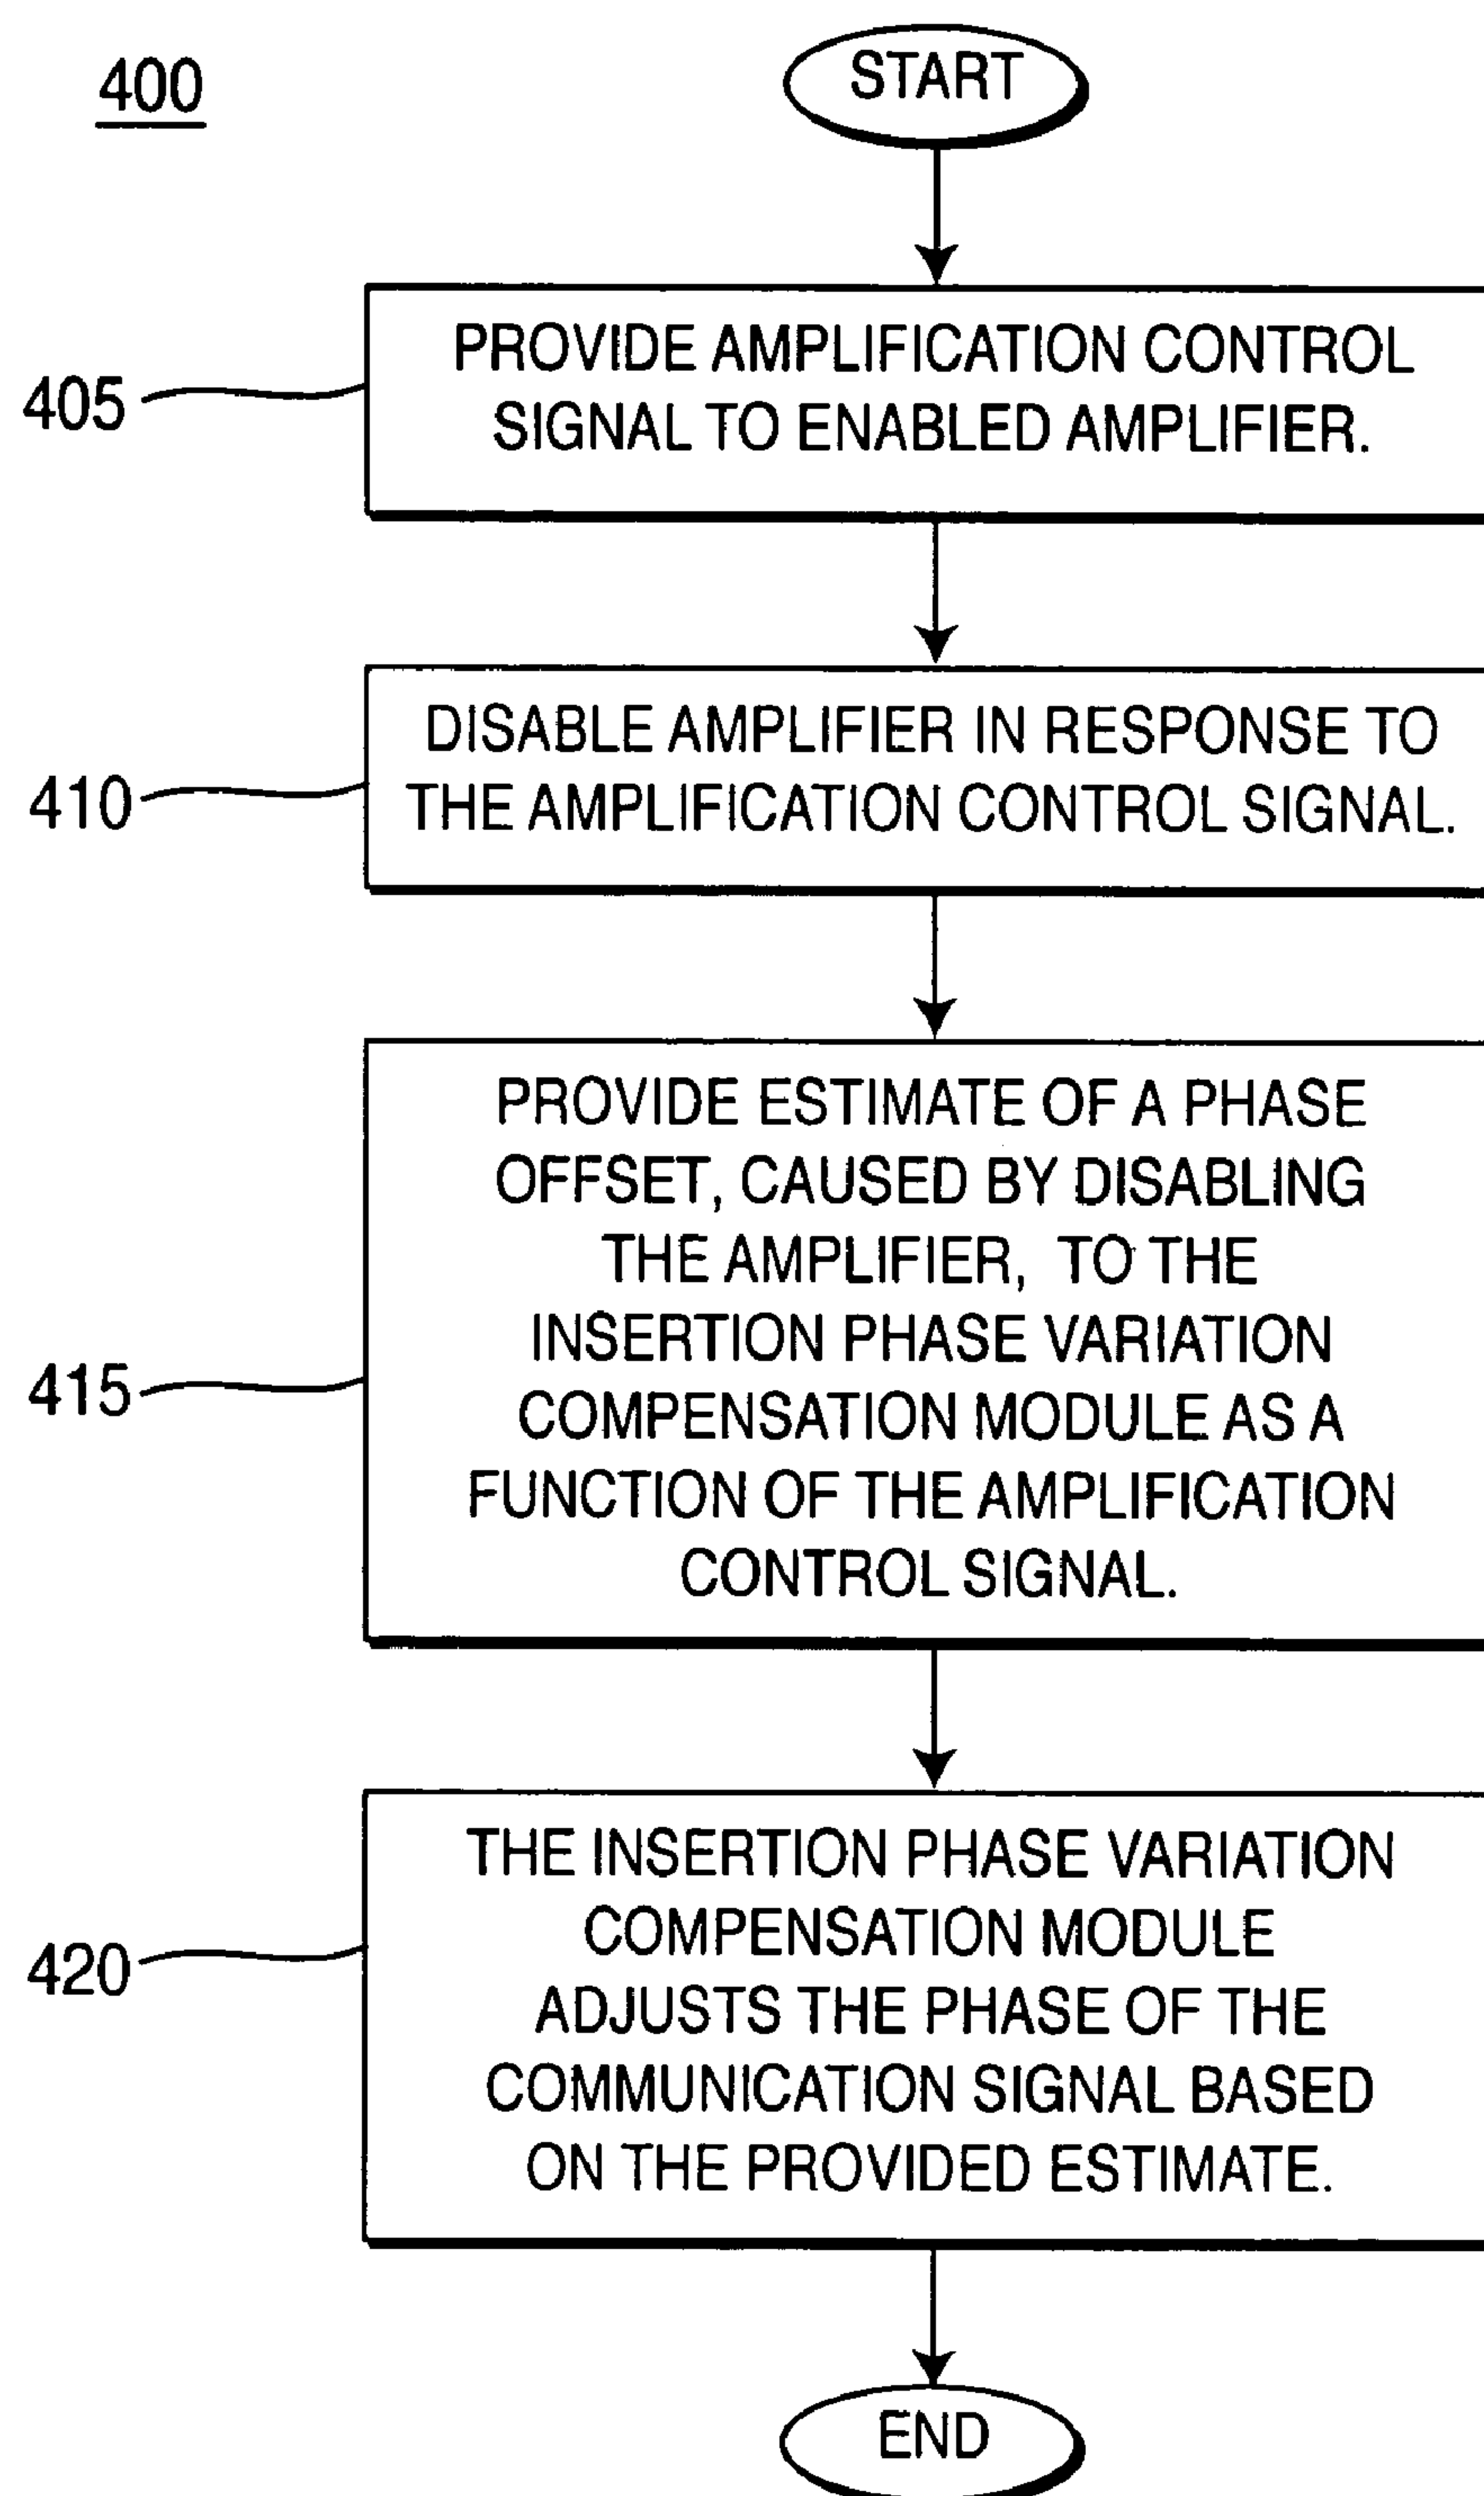 400
START
405
PROVIDE AMPLIFICATION CONTROL
SIGNAL TO ENABLED AMPLIFIER.
410
DISABLE AMPLIFIER IN RESPONSE TO
THE AMPLIFICATION CONTROL SIGNAL.
415
PROVIDE ESTIMATE OF A PHASE
OFFSET, CAUSED BY DISABLING
THE AMPLIFIER, TO THE
INSERTION PHASE VARIATION
COMPENSATION MODULE AS A
FUNCTION OF THE AMPLIFICATION
CONTROL SIGNAL.
420
THE INSERTION PHASE VARIATION
COMPENSATION MODULE
ADJUSTS THE PHASE OF THE
COMMUNICATION SIGNAL BASED
ON THE PROVIDED ESTIMATE.
END